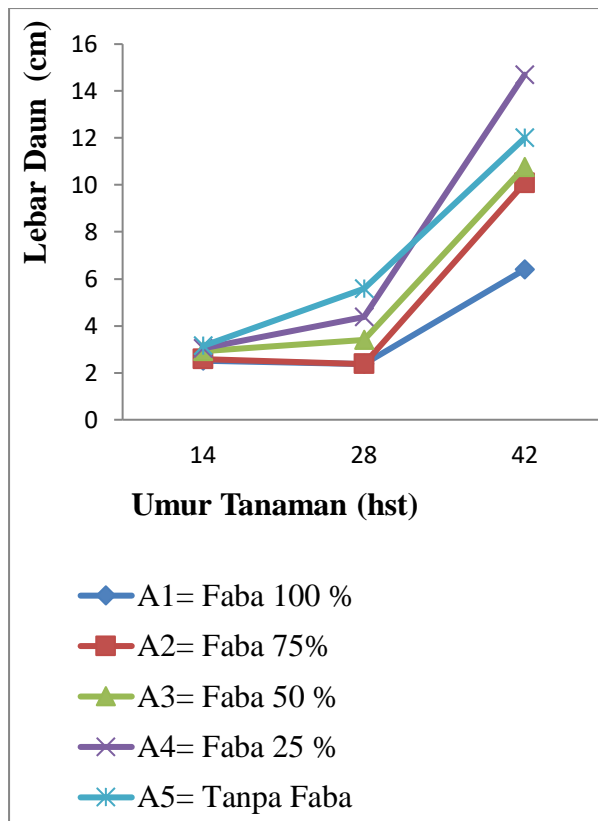 Lebar Daun (cm)
16
14
12
10
8
6
4
2
0
14 28 42
Umur Tanaman (hst)
A1= Faba 100 %
A2= Faba 75%
A3= Faba 50 %
A4= Faba 25 %
A5= Tanpa Faba